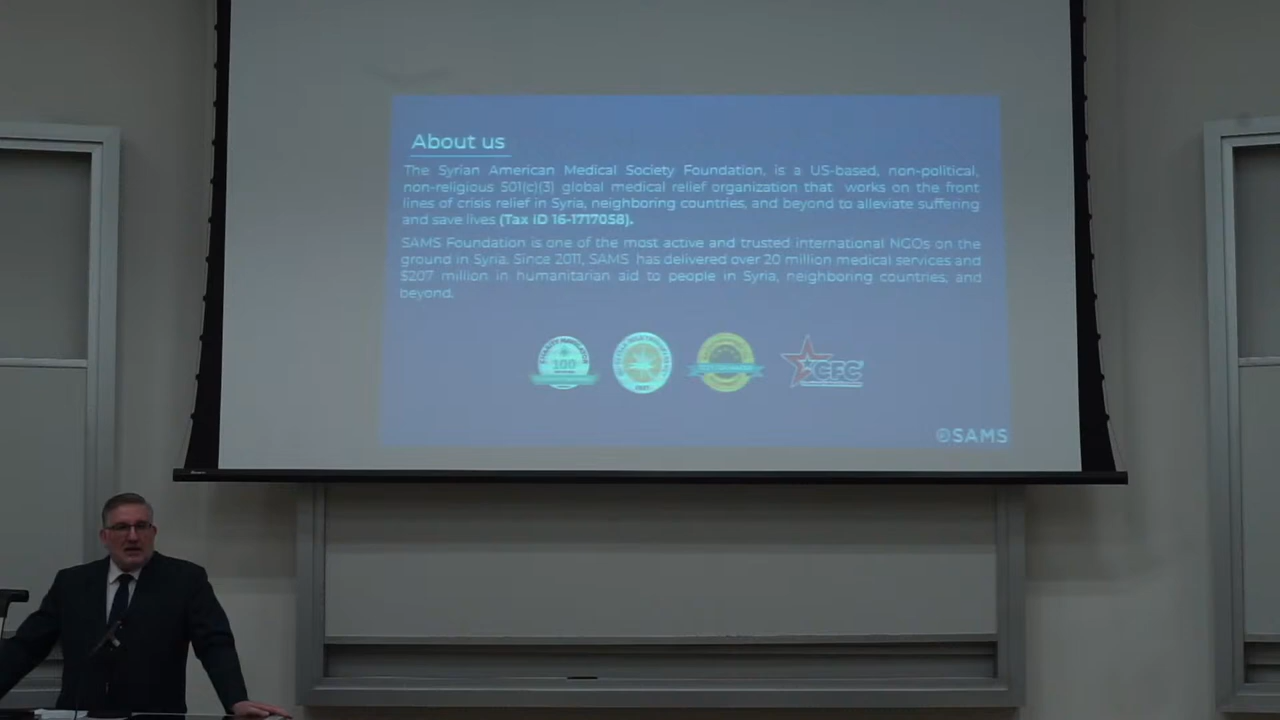 About us
The Syrian American Medical Society Foundation, is a US-based, non-political,
non-religious 501(c)(3) global medical relief organization that works on the front
lines of crisis relief in Syria, neighboring countries, and beyond to alleviate suffering
and save lives (Tax ID 16-1717058).
SAMS Foundation is one of the most active and trusted international NGOs on the
ground in Syria. Since 2011, SAMS has delivered over 20 million medical services and
$207 million in humanitarian aid to people in Syria, neighboring countries, and
beyond.
100
CFC
SAMS